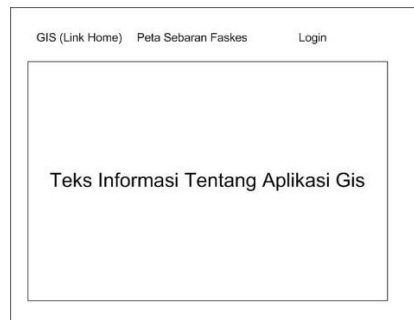 GIS (Link Home) Peta Sebaran Faskes Login
Teks Informasi Tentang Aplikasi Gis